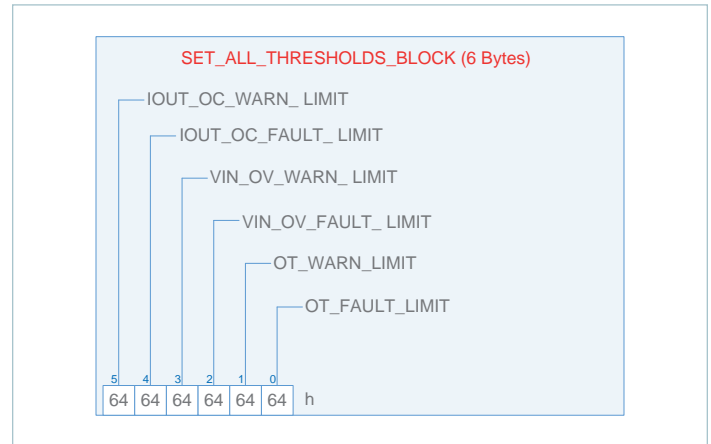 SET_ALL_THRESHOLDS_BLOCK (6 Bytes)
IOUT_OC_WARN_ LIMIT
IOUT_OC_FAULT_ LIMIT
VIN_OV_WARN_ LIMIT
VIN_OV_FAULT_ LIMIT
OT_WARN_LIMIT
OT_FAULT_LIMIT
5 4 3 2 1 0
64 64 64 64 64 64 h